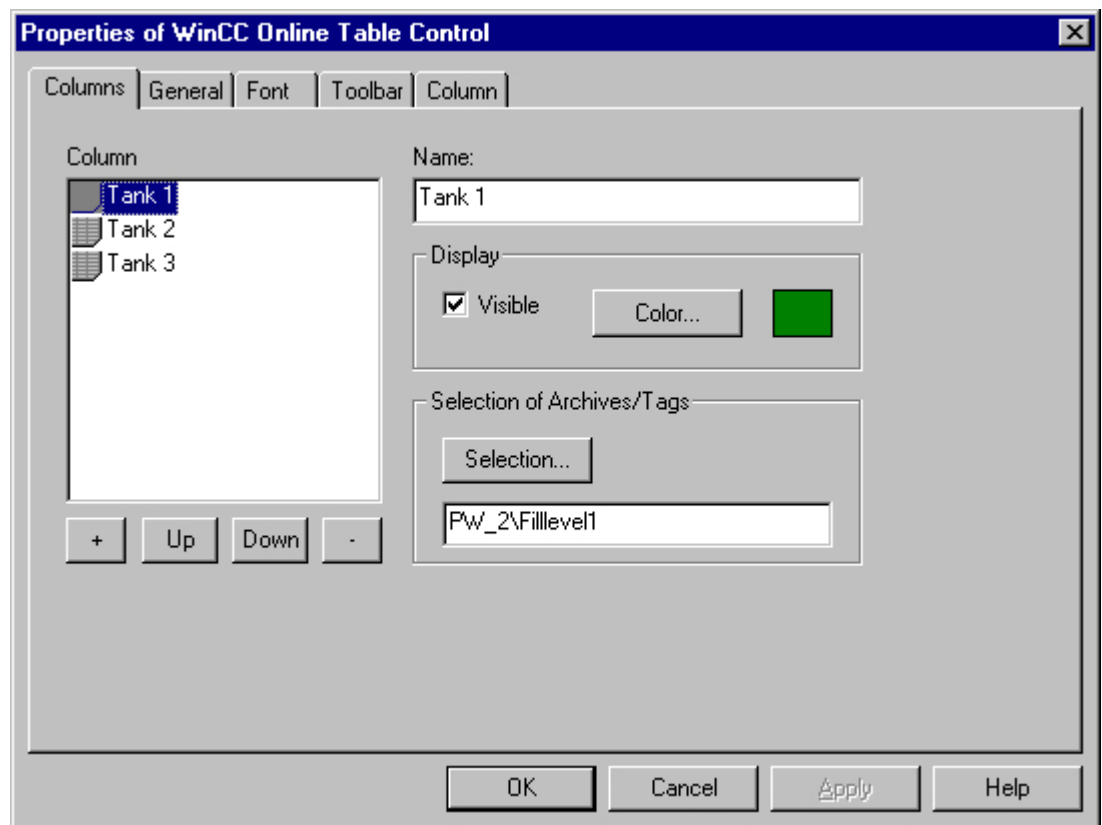 Properties of WinCC Online Table Control
Columns General Font Toolbar Column
Column
Tank 1
Tank 2
Tank 3
+ Up Down -
Name:
Tank 1
Display
Visible Color...
Selection of Archives/Tags
Selection...
PW_2\Filllevel1
OK Cancel Apply Help